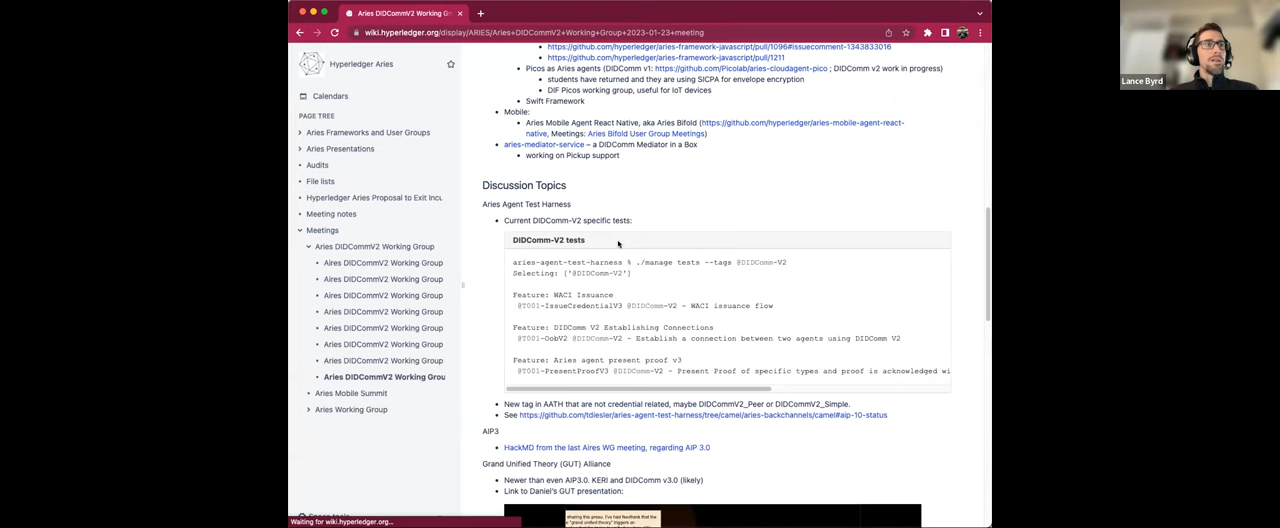 Aries DIDCommV2 Working Gr
wiki.hyperledger.org/display/ARIES/Aries+DIDCommV2+Working+Group+2023-01-23+meeting
Hyperledger Aries
Calendars
PAGE TREE
Aries Frameworks and User Groups
Aries Presentations
Audits
File lists
Hyperledger Aries Proposal to Exit Incu
Meeting notes
Meetings
Aries DIDCommV2 Working Group
Aires DIDCommV2 Working Group
Aries DIDCommV2 Working Group
Aries DIDCommV2 Working Group
Aries DIDCommV2 Working Group
Aries DIDCommV2 Working Group
Aries DIDCommV2 Working Group
Aries DIDCommV2 Working Group
Aries DIDCommV2 Working Grou
Aries Mobile Summit
Aries Working Group
Waiting for wiki.hyperledger.org...
https://github.com/hyperledger/aries-framework-javascript/pull/1096#issuecomment-1343833016
https://github.com/hyperledger/aries-framework-javascript/pull/1211
Picos as Aries agents (DIDComm v1: https://github.com/Picolab/aries-cloudagent-pico ; DIDComm v2 work in progress)
students have returned and they are using SICPA for envelope encryption
DIF Picos working group, useful for IoT devices
Swift Framework
Mobile:
Aries Mobile Agent React Native, aka Aries Bifold (https://github.com/hyperledger/aries-mobile-agent-react-
native, Meetings: Aries Bifold User Group Meetings)
aries-mediator-service – a DIDComm Mediator in a Box
working on Pickup support
Discussion Topics
Aries Agent Test Harness
Current DIDComm-V2 specific tests:
DIDComm-V2 tests
aries-agent-test-harness % ./manage tests --tags @DIDComm-V2
Selecting: ['@DIDComm-V2']
Feature: WACI Issuance
@T001-IssueCredentialV3 @DIDComm-V2 - WACI issuance flow
Feature: DIDComm V2 Establishing Connections
@T001-OobV2 @DIDComm-V2 - Establish a connection between two agents using DIDComm V2
Feature: Aries agent present proof v3
@T001-PresentProofV3 @DIDComm-V2 - Present Proof of specific types and proof is acknowledged wi
New tag in AATH that are not credential related, maybe DIDCommV2_Peer or DIDCommV2_Simple.
See https://github.com/tdiesler/aries-agent-test-harness/tree/camel/aries-backchannels/camel#aip-10-status
AIP3
HackMD from the last Aires WG meeting, regarding AIP 3.0
Grand Unified Theory (GUT) Alliance
Newer than even AIP3.0. KERI and DIDComm v3.0 (likely)
Link to Daniel's GUT presentation:
Lance Byrd